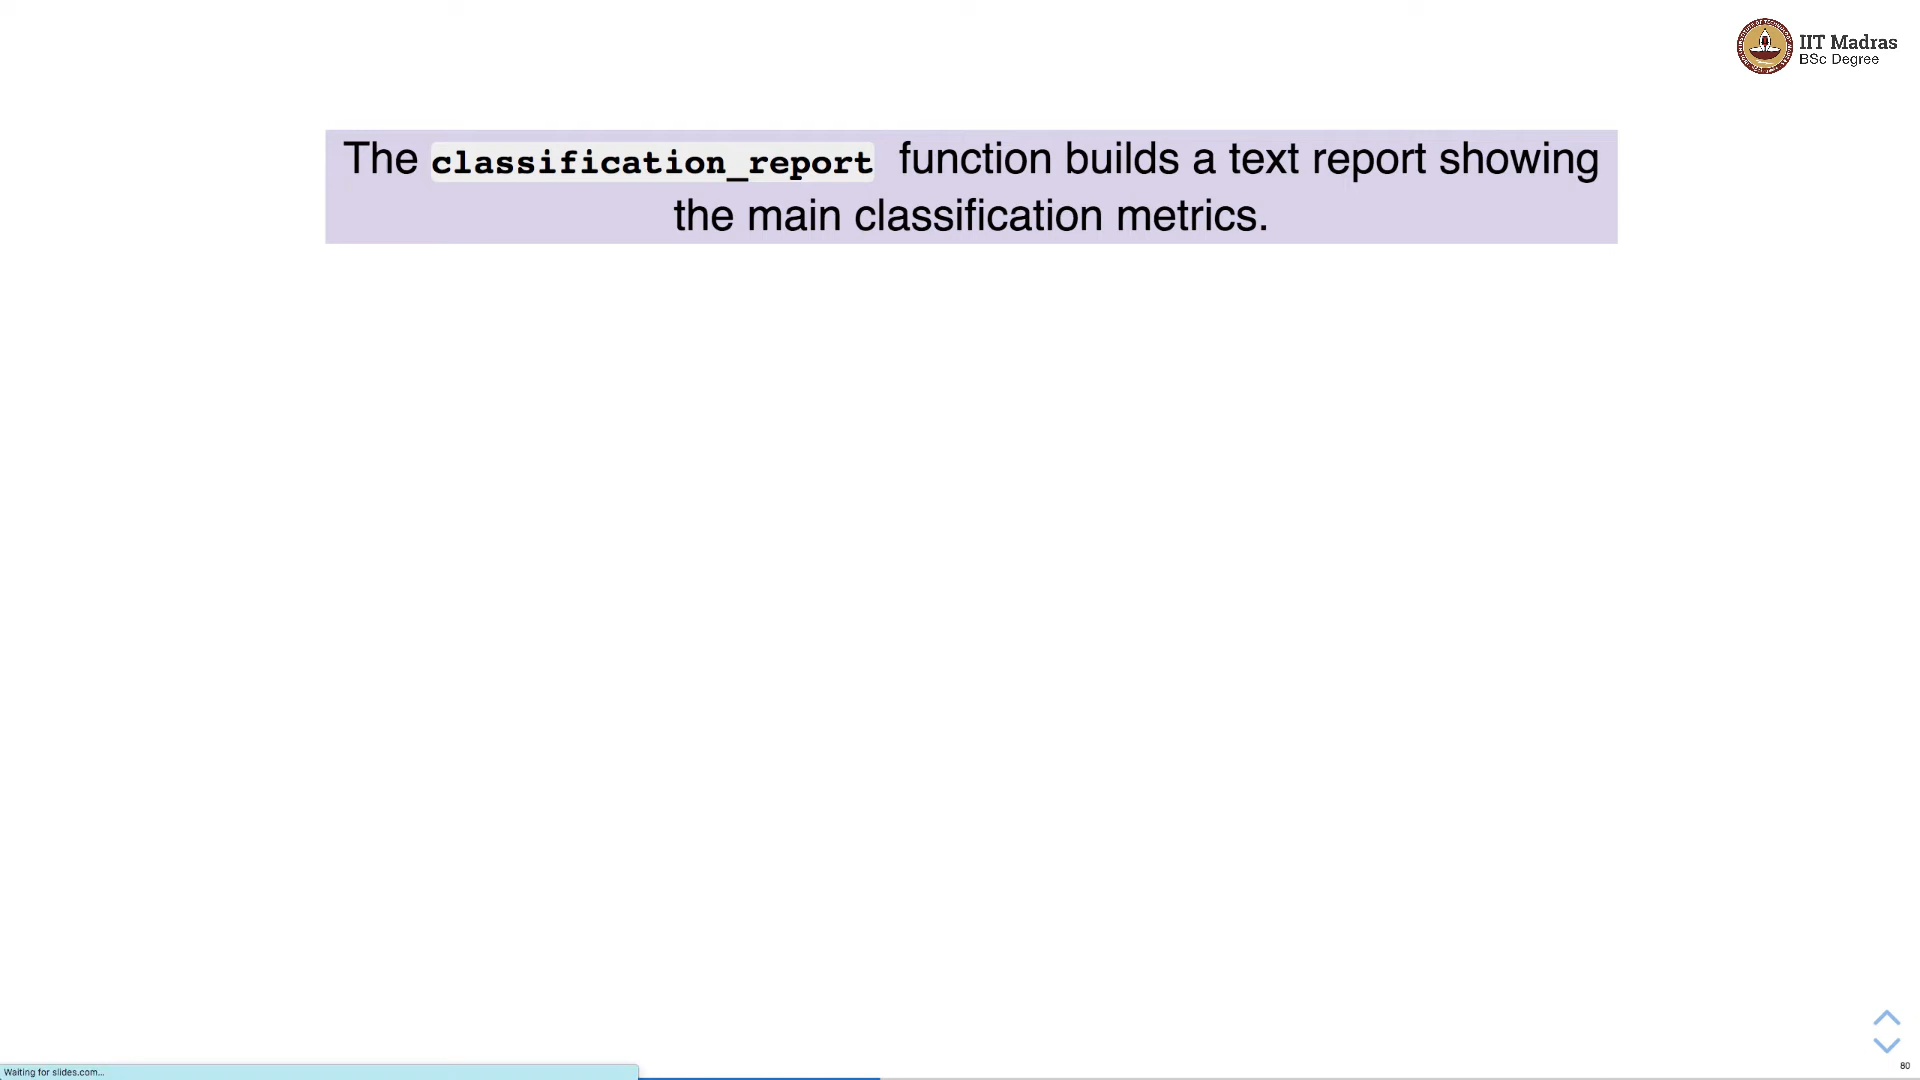 IIT Madras
BSc Degree
The classification_report function builds a text report showing
the main classification metrics.
Waiting for slides.com...
80